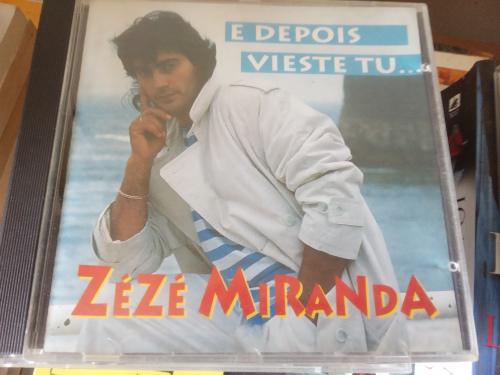 E DEPOIS
VIESTE TU...
ZéZé MiRANDA